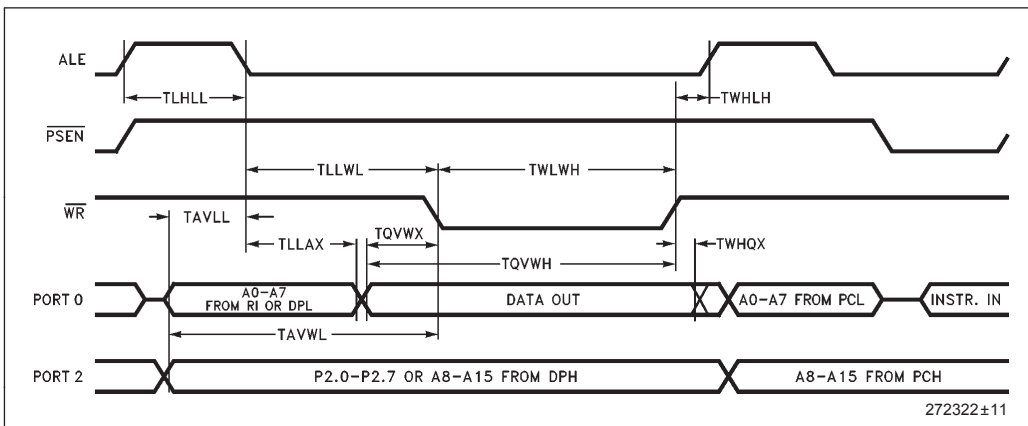 ALE
TLHLL
TWHLH
PSEN
TLLWL
TWLWH
WR
TAVLL
TQVWX
TLLAX
TWHQX
TQVWH
PORT 0
A0-A7
FROM RI OR DPL
DATA OUT
A0-A7 FROM PCL
INSTR. IN
TAVWL
PORT 2
P2.0-P2.7 OR A8-A15 FROM DPH
A8-A15 FROM PCH
272322±11